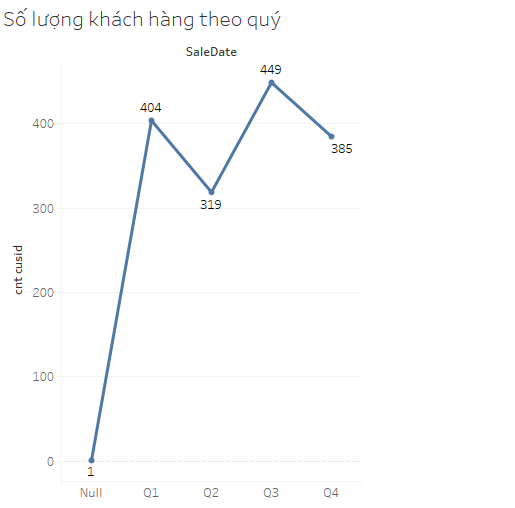 Số lượng khách hàng theo quý
SaleDate
449
404
400
385
319
300
cnt cusid
200
100
0
1
Null Q1 Q2 Q3 Q4